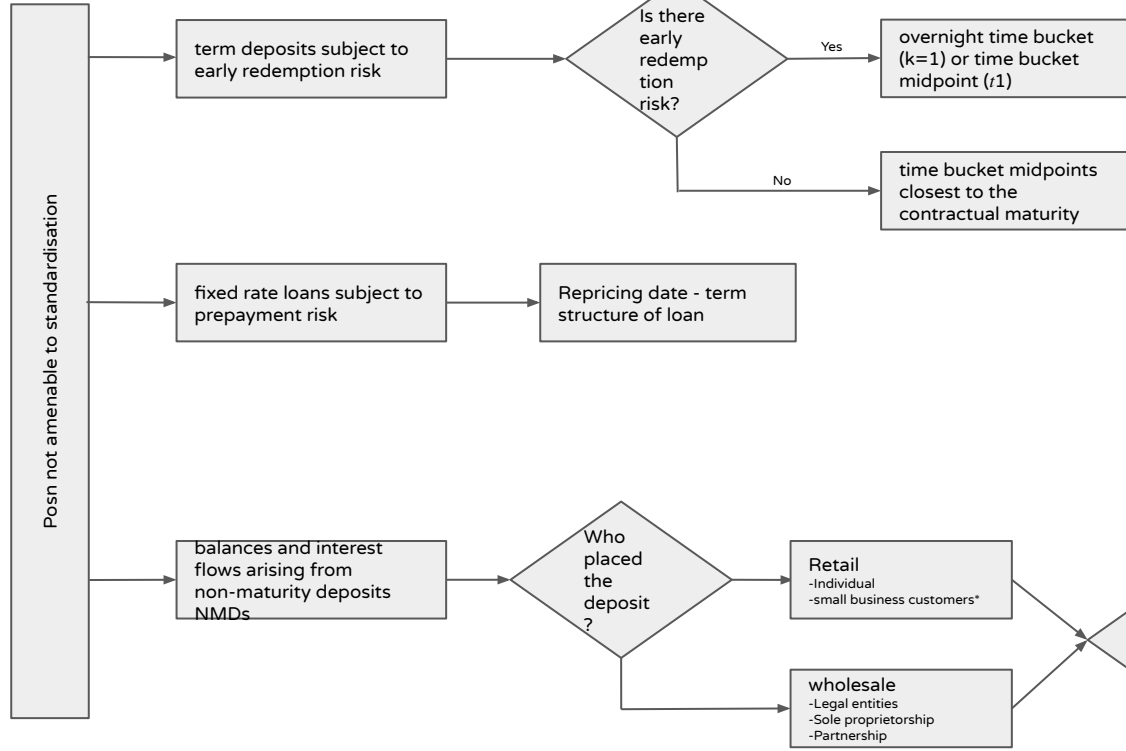 Posn not amenable to standardisation
term deposits subject to
early redemption risk
Is there
early
redemp
tion
risk?
Yes
overnight time bucket
(k=1) or time bucket
midpoint (𝑡1)
No
time bucket midpoints
closest to the
contractual maturity
fixed rate loans subject to
prepayment risk
Repricing date - term
structure of loan
balances and interest
flows arising from
non-maturity deposits
NMDs
Who
placed
the
deposit
?
Retail
-Individual
-small business customers*
wholesale
-Legal entities
-Sole proprietorship
-Partnership